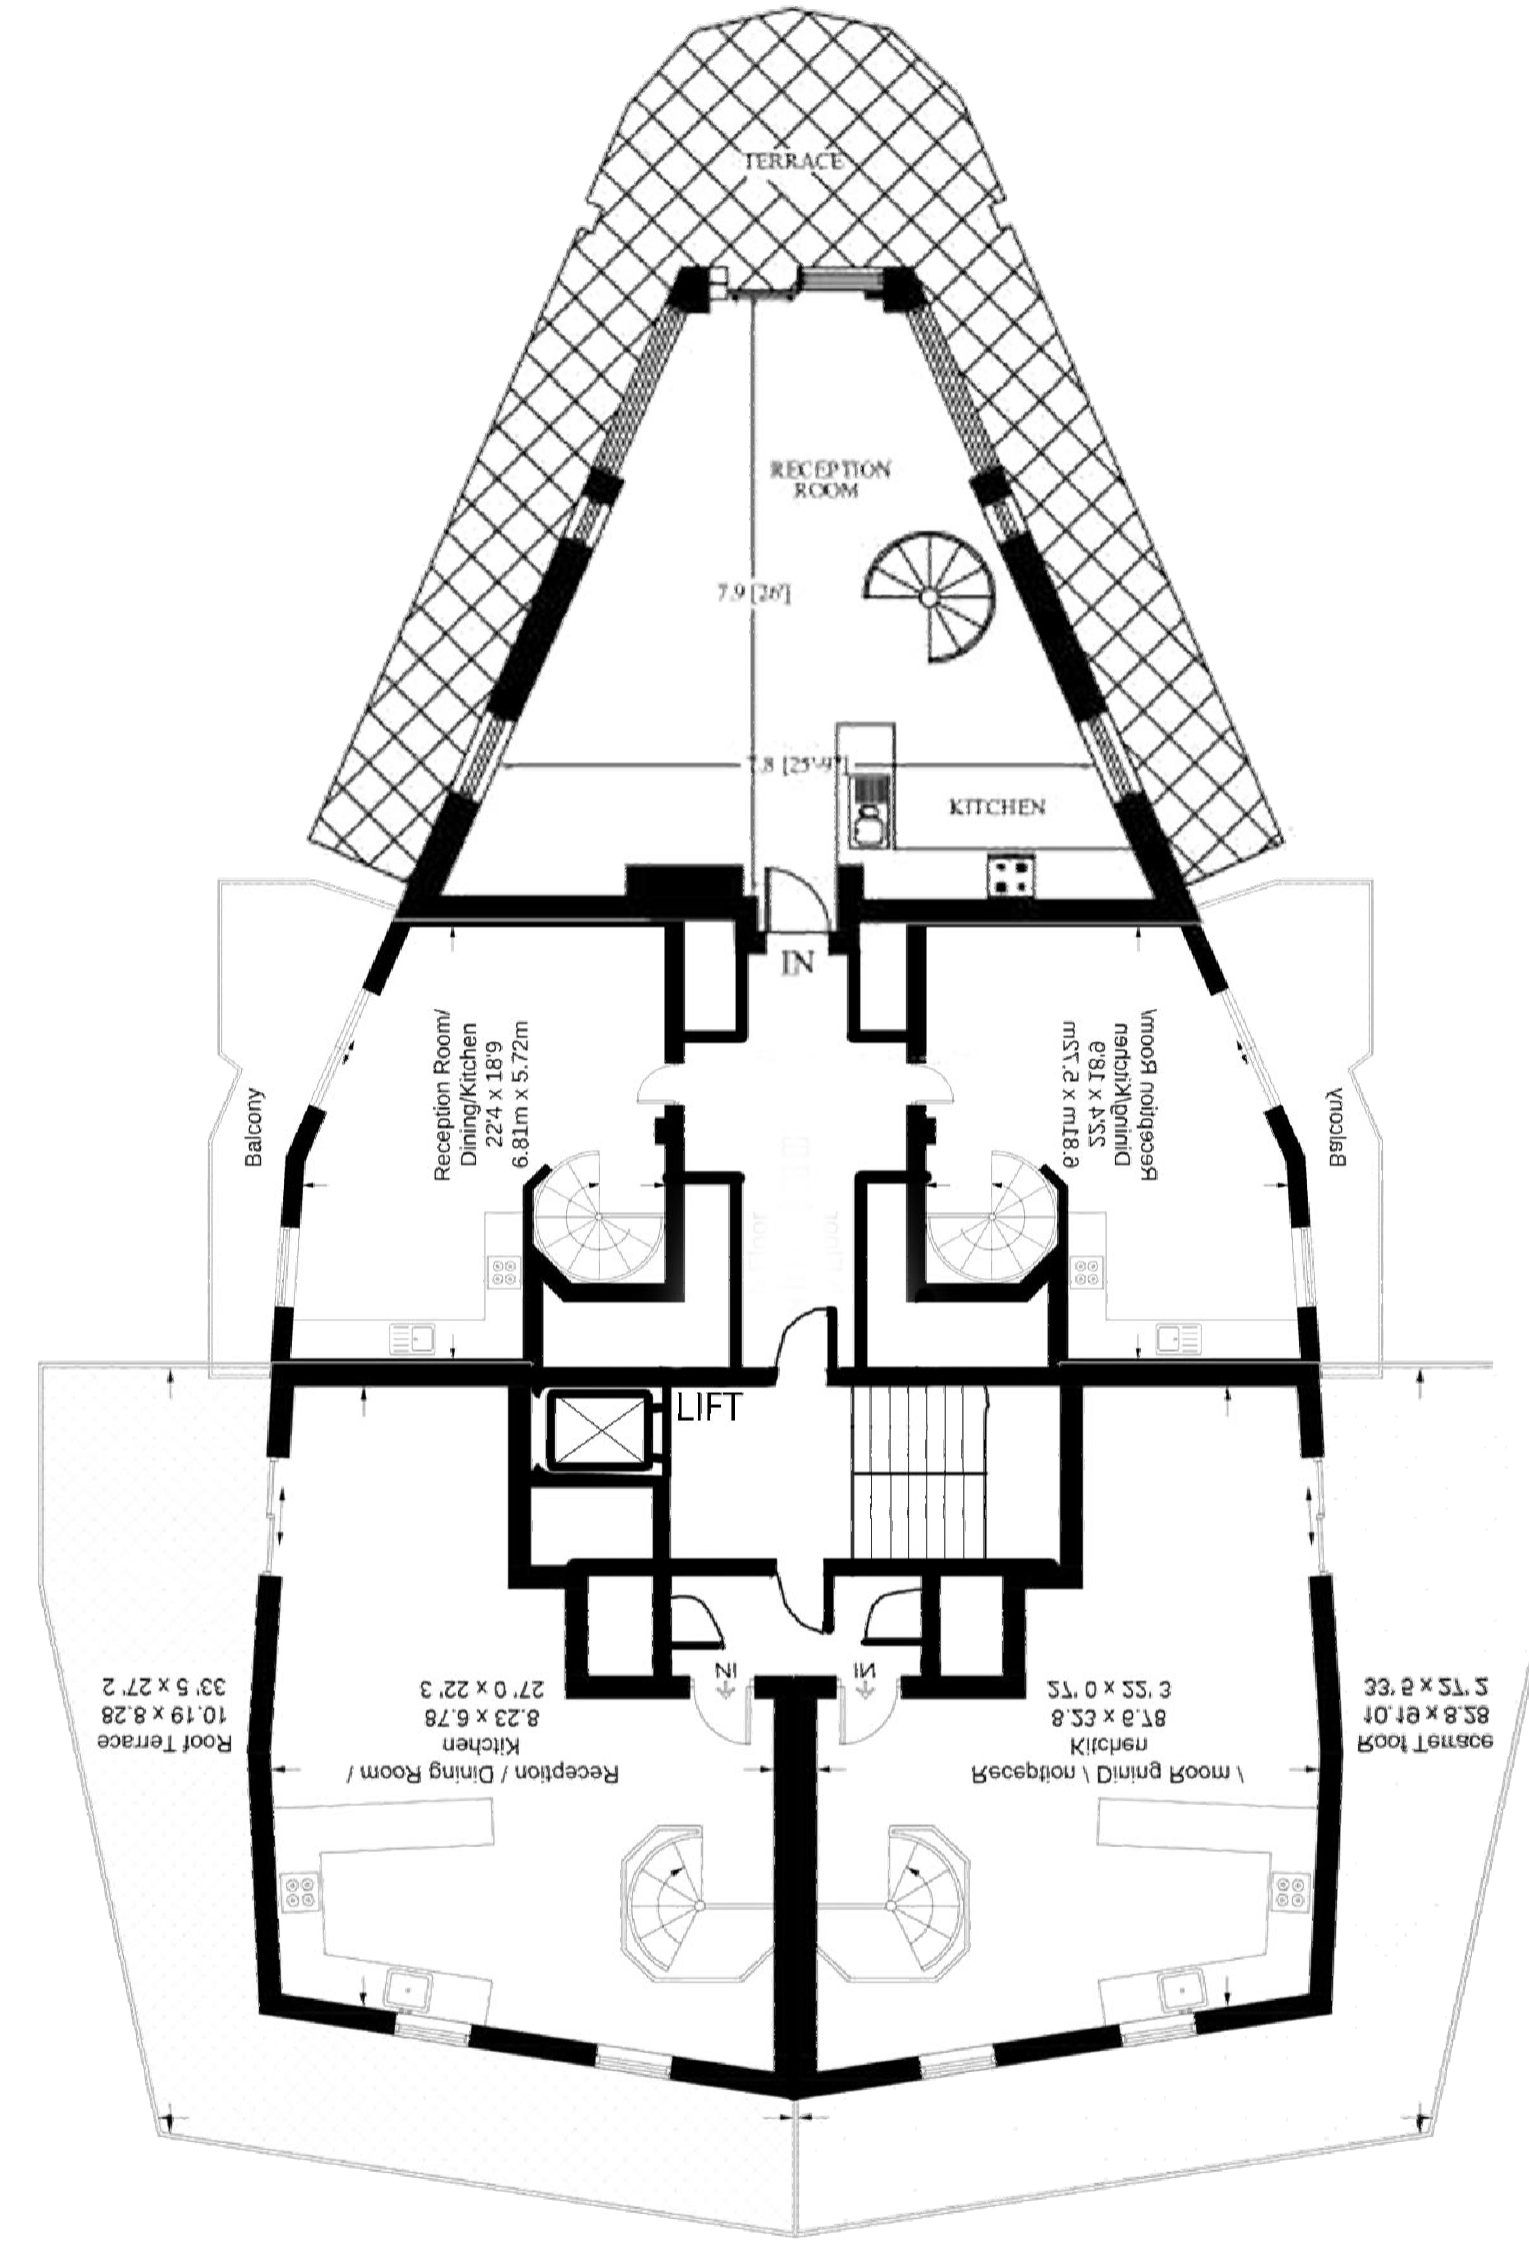 TERRACE
RECEPTION
ROOM
7.9 [26']
7.8 [25'-9"]
KITCHEN
IN
Reception Room/
Dining/Kitchen
22'4 x 18'9
6.81m x 5.72m
Reception Room/
Dining/Kitchen
22'4 x 18'9
6.81m x 5.72m
Balcony
Balcony
LIFT
IN
IN
Roof Terrace
10.19 x 8.28
33' 5 x 27' 2
Reception / Dining Room /
Kitchen
8.23 x 6.78
27' 0 x 22' 3
Reception / Dining Room /
Kitchen
8.23 x 6.78
27' 0 x 22' 3
Roof Terrace
10.19 x 8.28
33' 5 x 27' 2